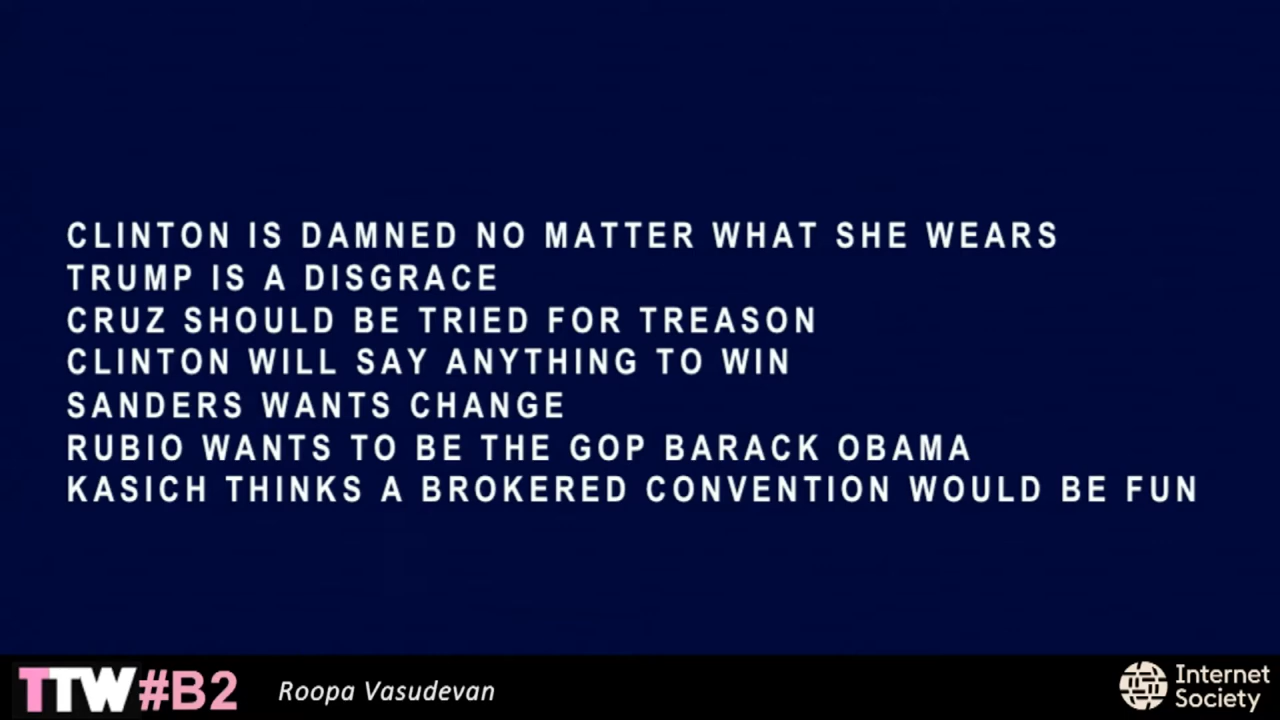 CLINTON IS DAMNED NO MATTER WHAT SHE WEARS
TRUMP IS A DISGRACE
CRUZ SHOULD BE TRIED FOR TREASON
CLINTON WILL SAY ANYTHING TO WIN
SANDERS WANTS CHANGE
RUBIO WANTS TO BE THE GOP BARACK OBAMA
KASICH THINKS A BROKERED CONVENTION WOULD BE FUN
TTW#B2
Roopa Vasudevan
Internet
Society